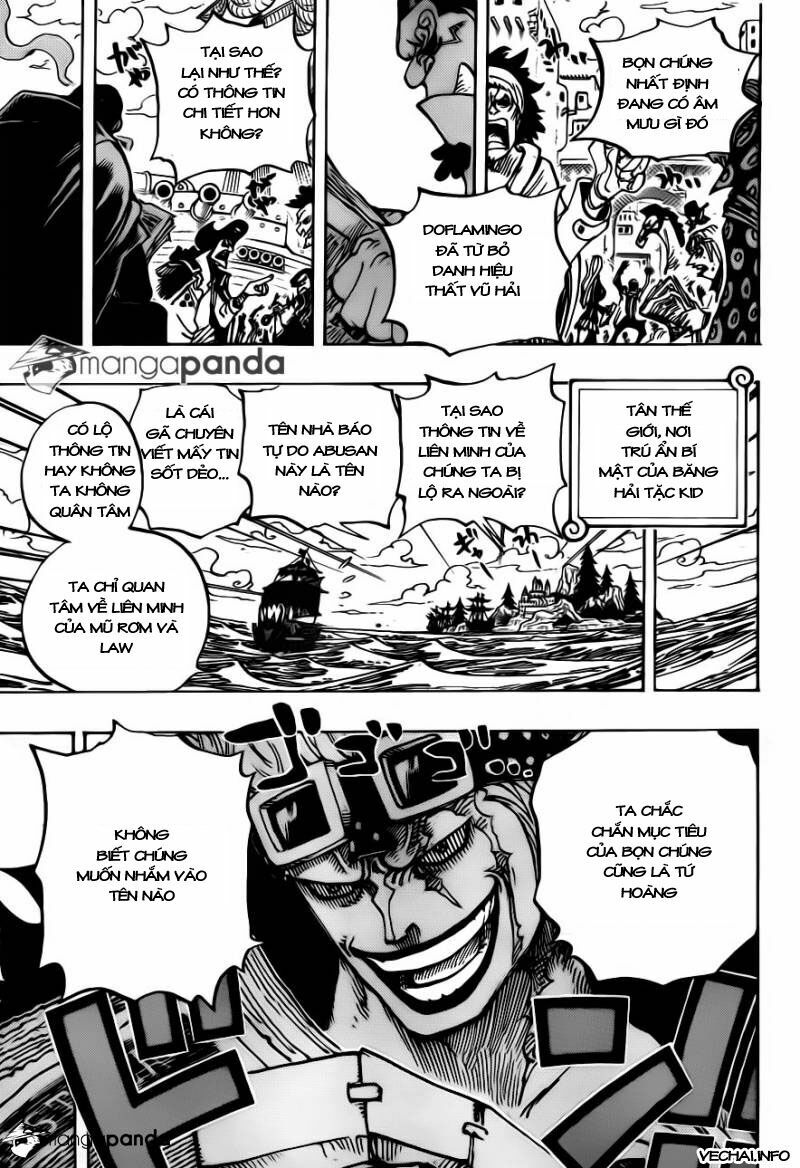 BỌN CHÚNG
NHẤT ĐỊNH
ĐANG CÓ ÂM
MƯU GÌ ĐÓ
DOFLAMINGO
ĐÃ TỪ BỎ
DANH HIỆU
THẤT VŨ HẢI
TẠI SAO
LẠI NHƯ THẾ?
CÓ THÔNG TIN
CHI TIẾT HƠN
KHÔNG?
mangapanda
TÂN THẾ
GIỚI, NƠI
TRÚ ẨN BÍ
MẬT CỦA BĂNG
HẢI TẶC KID
TẠI SAO
THÔNG TIN VỀ
LIÊN MINH CỦA
CHÚNG TA BỊ
LỘ RA NGOÀI?
TÊN NHÀ BÁO
TỰ DO ABUSAN
NÀY LÀ TÊN
NÀO?
LÀ CÁI
GÃ CHUYÊN
VIẾT MẤY TIN
SỐT DẺO...
CÓ LỘ
THÔNG TIN
HAY KHÔNG
TA KHÔNG
QUÂN TÂM
TA CHỈ QUAN
TÂM VỀ LIÊN MINH
CỦA MŨ RƠM VÀ
LAW
TA CHẮC
CHẮN MỤC TIÊU
CỦA BỌN CHÚNG
CŨNG LÀ TỨ
HOÀNG
KHÔNG
BIẾT CHÚNG
MUỐN NHẮM VÀO
TÊN NÀO
mangapanda
VECHAI.INFO